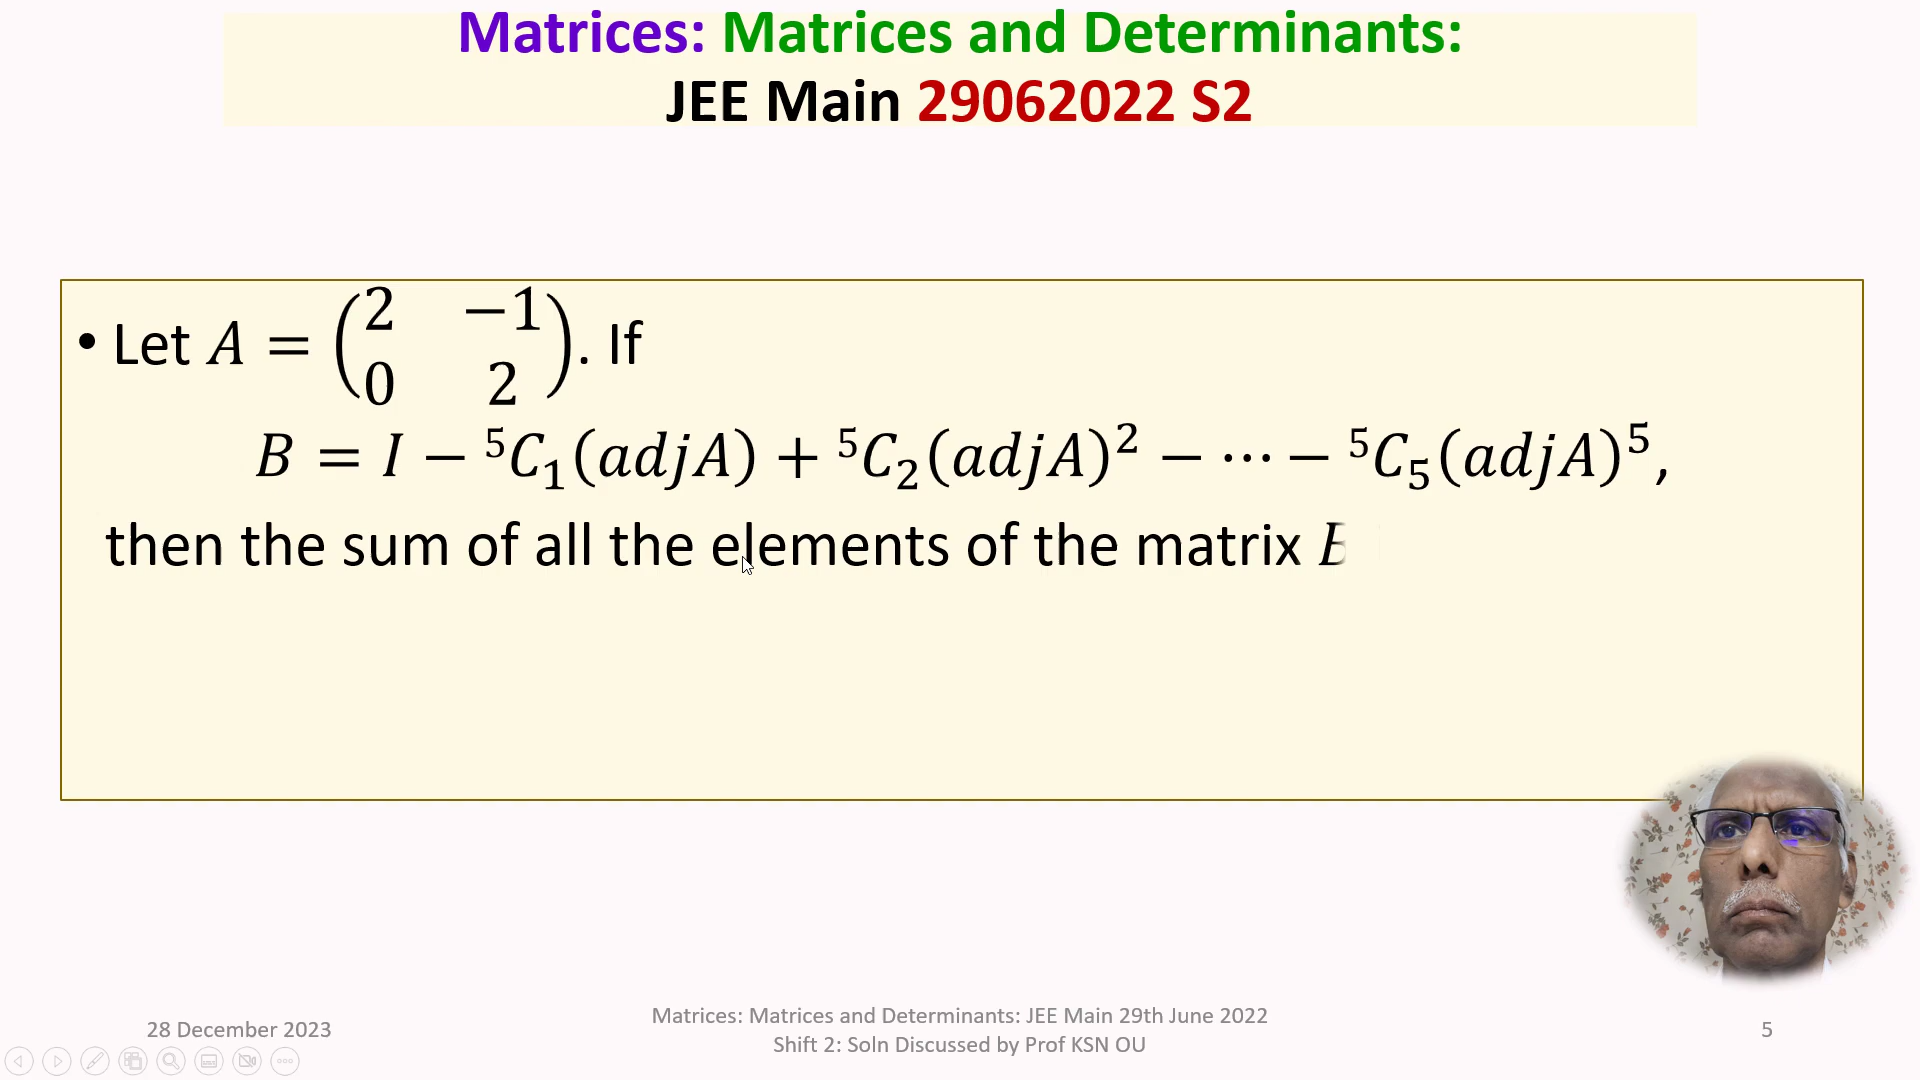 Matrices: Matrices and Determinants:
JEE Main 29062022 S2
• Let A = (2 −1
0 2). If
B = I − ⁵C₁(adjA) + ⁵C₂(adjA)² − ⋯ − ⁵C₅(adjA)⁵,
then the sum of all the elements of the matrix
28 December 2023
Matrices: Matrices and Determinants: JEE Main 29th June 2022
Shift 2: Soln Discussed by Prof KSN OU
5